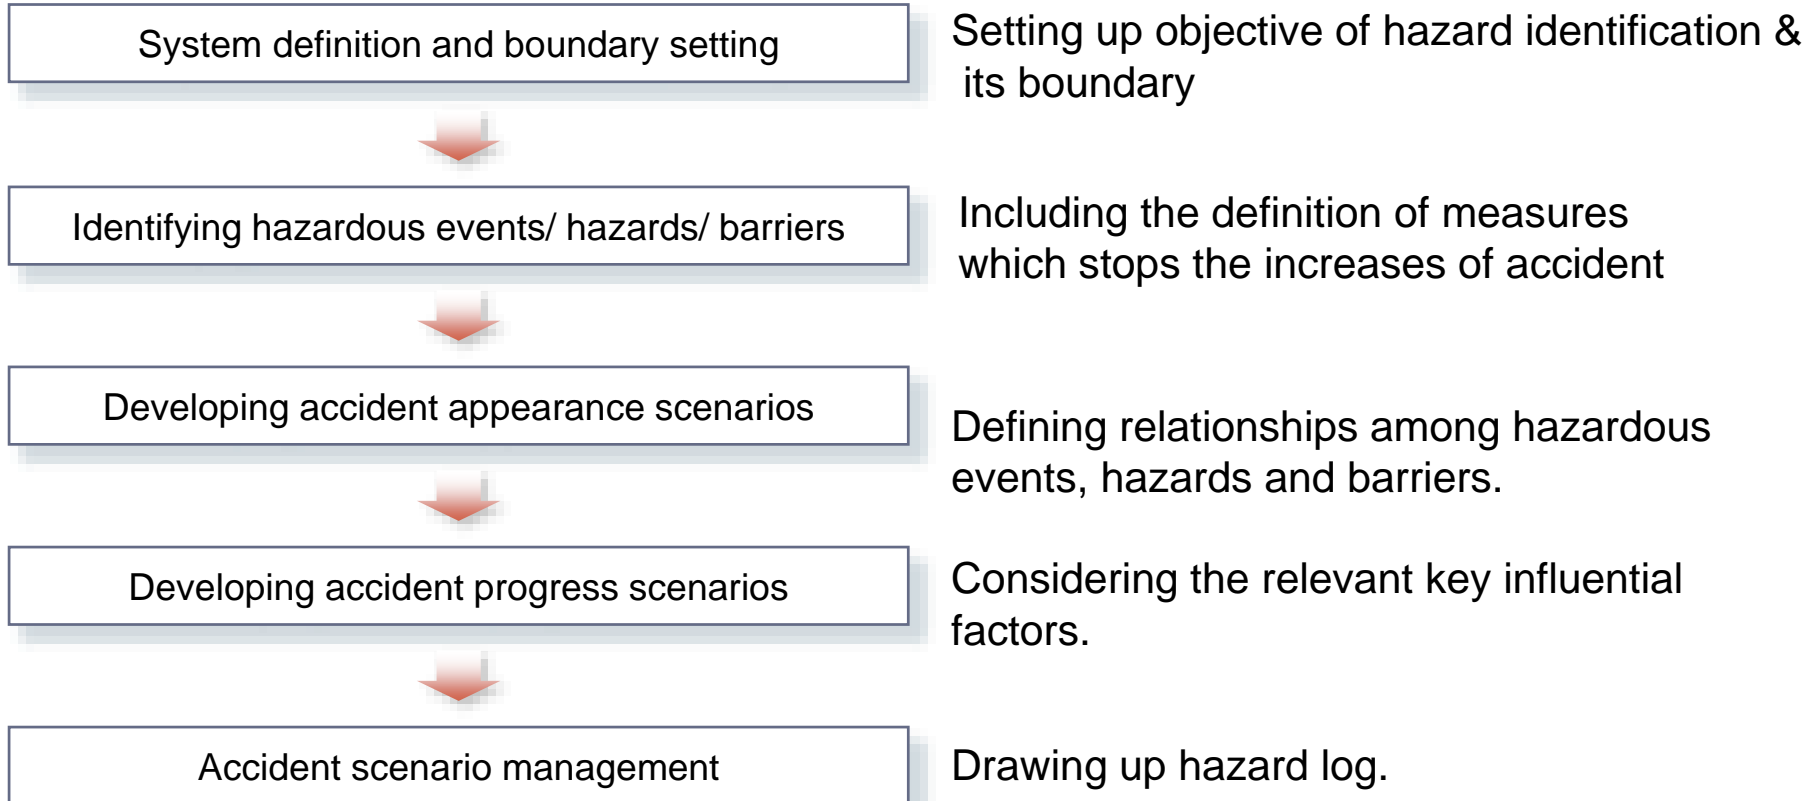 System definition and boundary setting
Setting up objective of hazard identification &
its boundary
Identifying hazardous events/ hazards/ barriers
Including the definition of measures
which stops the increases of accident
Developing accident appearance scenarios
Defining relationships among hazardous
events, hazards and barriers.
Developing accident progress scenarios
Considering the relevant key influential
factors.
Accident scenario management
Drawing up hazard log.